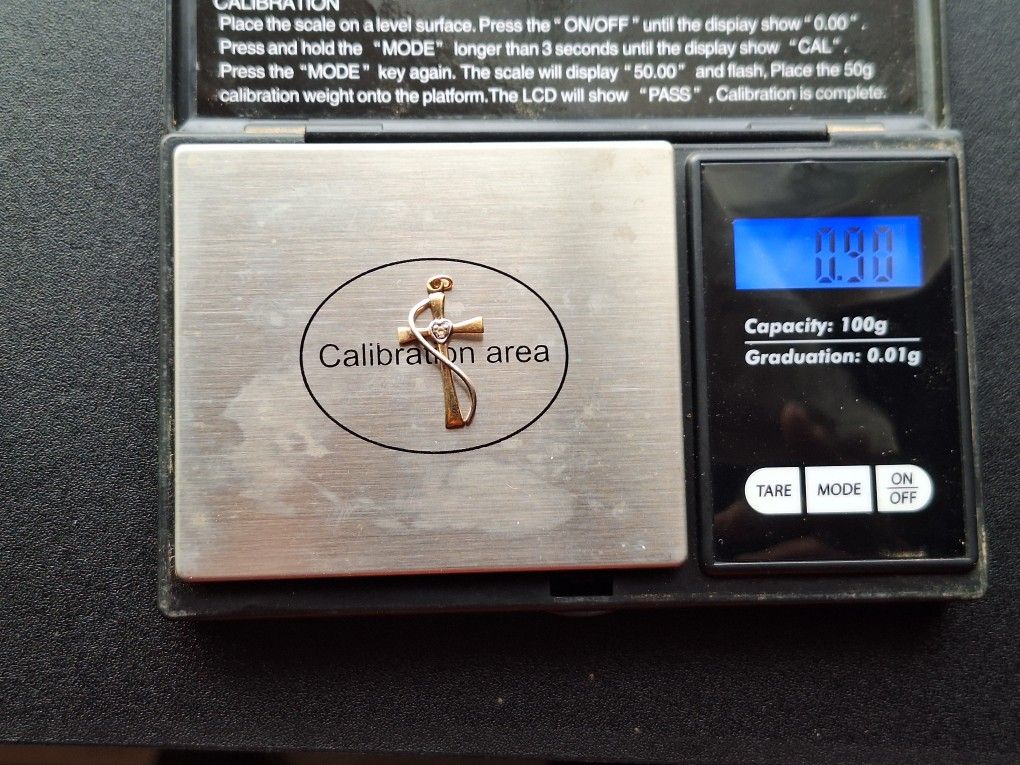 CALIBRATION
Place the scale on a level surface. Press the "ON/OFF" until the display show "0.00".
Press and hold the "MODE" longer than 3 seconds until the display show "CAL".
Press the "MODE" key again. The scale will display "50.00" and flash, Place the 50g
calibration weight onto the platform.The LCD will show "PASS", Calibration is complete.
0.90
Capacity: 100g
Graduation: 0.01g
Calibration area
TARE
MODE
ON
OFF